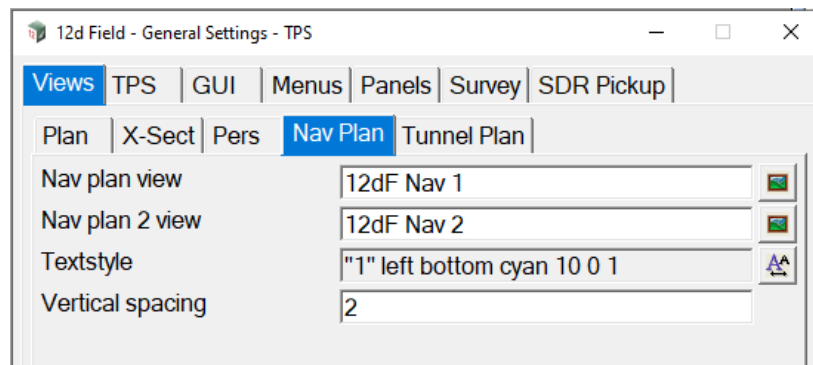 12d Field - General Settings - TPS
Views TPS GUI Menus Panels Survey SDR Pickup
Plan X-Sect Pers Nav Plan Tunnel Plan
Nav plan view 12dF Nav 1
Nav plan 2 view 12dF Nav 2
Textstyle "1" left bottom cyan 10 0 1
Vertical spacing 2